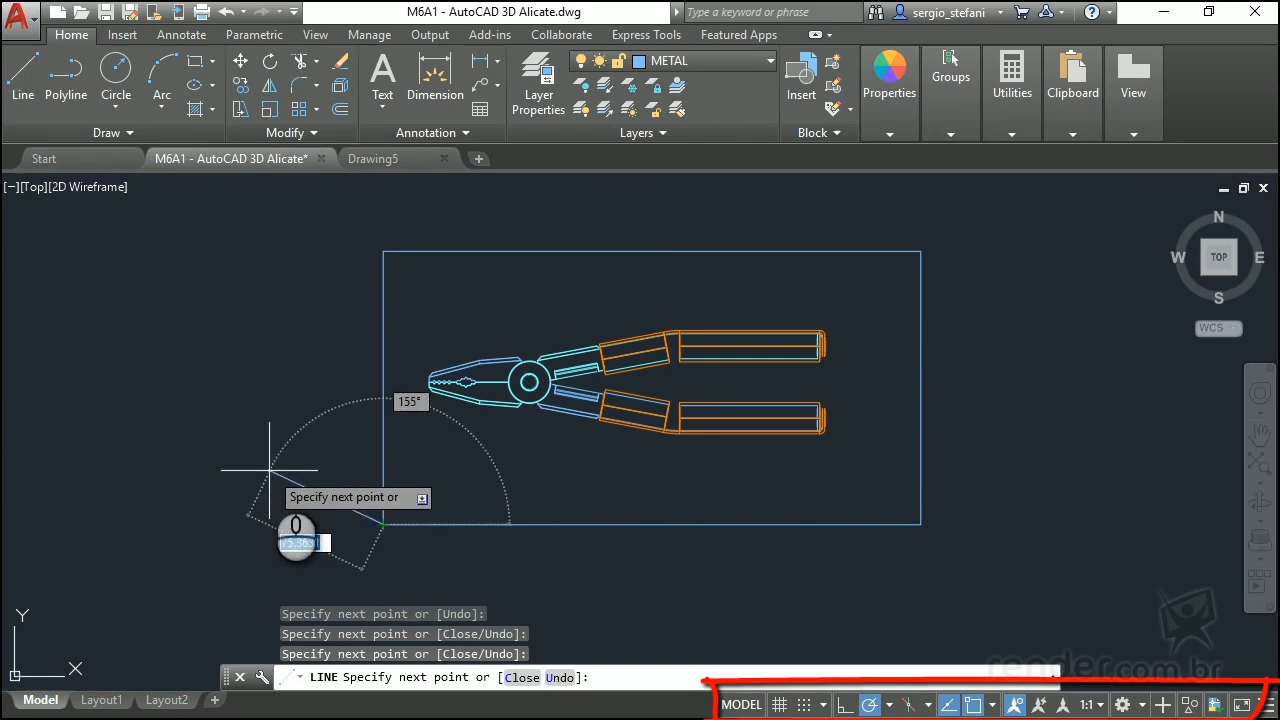 M6A1 - AutoCAD 3D Alicate.dwg
Type a keyword or phrase
sergio_stefani
Home Insert Annotate Parametric View Manage Output Add-ins Collaborate Express Tools Featured Apps
Line Polyline Circle Arc
Text Dimension
Layer Properties
METAL
Insert
Properties Groups Utilities Clipboard View
Draw Modify Annotation Layers Block
Start M6A1 - AutoCAD 3D Alicate* Drawing5
[−][Top][2D Wireframe]
N
W TOP E
S
WCS
155°
Specify next point or
Y
X
Specify next point or [Undo]:
Specify next point or [Close/Undo]:
Specify next point or [Close/Undo]:
LINE Specify next point or [Close Undo]:
render.com.br
Model Layout1 Layout2 +
MODEL 1:1